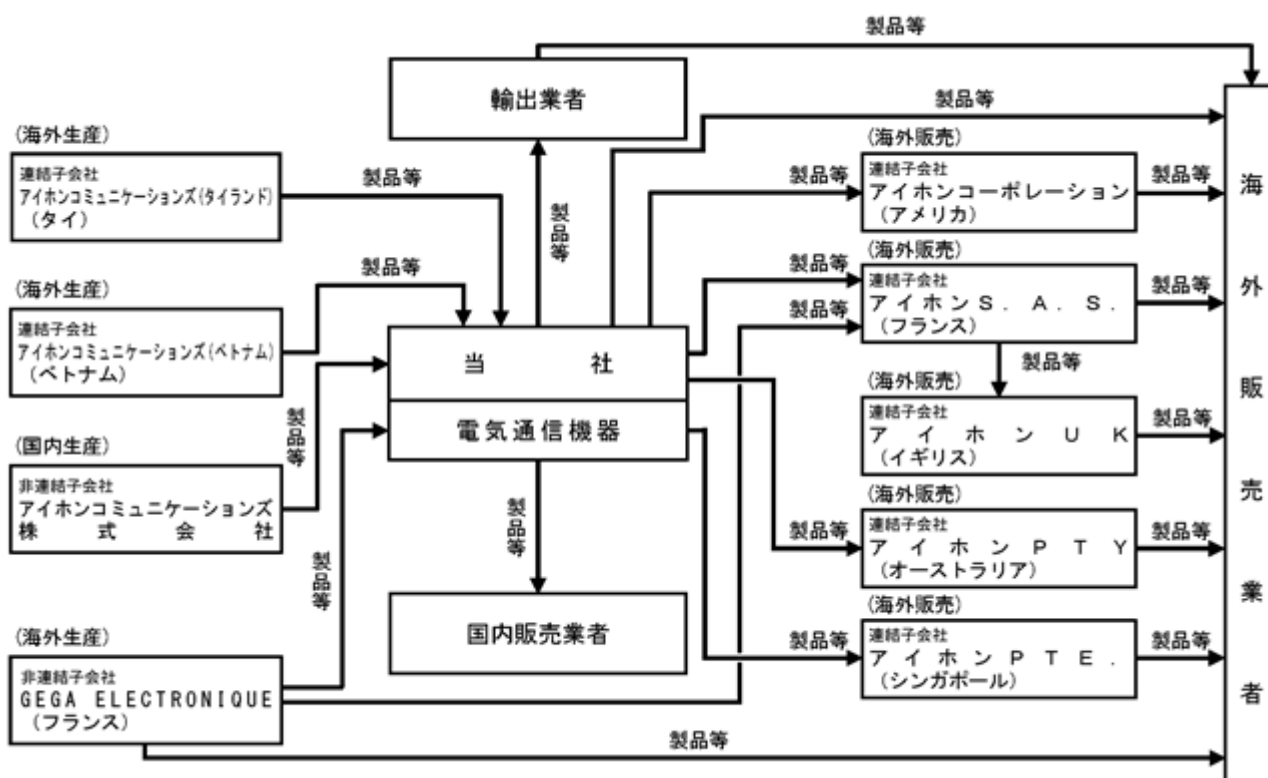 製品等
輸出業者
製品等
(海外生産)
連結子会社
アイホンコミュニケーションズ(タイランド)
(タイ)
製品等
製品等
(海外販売)
連結子会社
アイホンコーポレーション
(アメリカ)
製品等
製品等
(海外生産)
連結子会社
アイホンコミュニケーションズ(ベトナム)
(ベトナム)
製品等
製品等
製品等
(海外販売)
連結子会社
アイホンS.A.S.
(フランス)
製品等
製品等
当社
電気通信機器
製品等
(海外販売)
連結子会社
アイホンUK
(イギリス)
製品等
(国内生産)
非連結子会社
アイホンコミュニケーションズ
株式会社
製品等
製品等
製品等
製品等
(海外販売)
連結子会社
アイホンPTY
(オーストラリア)
製品等
国内販売業者
(海外生産)
非連結子会社
GEGA ELECTRONIQUE
(フランス)
製品等
(海外販売)
連結子会社
アイホンPTE.
(シンガポール)
製品等
製品等
海外販売業者